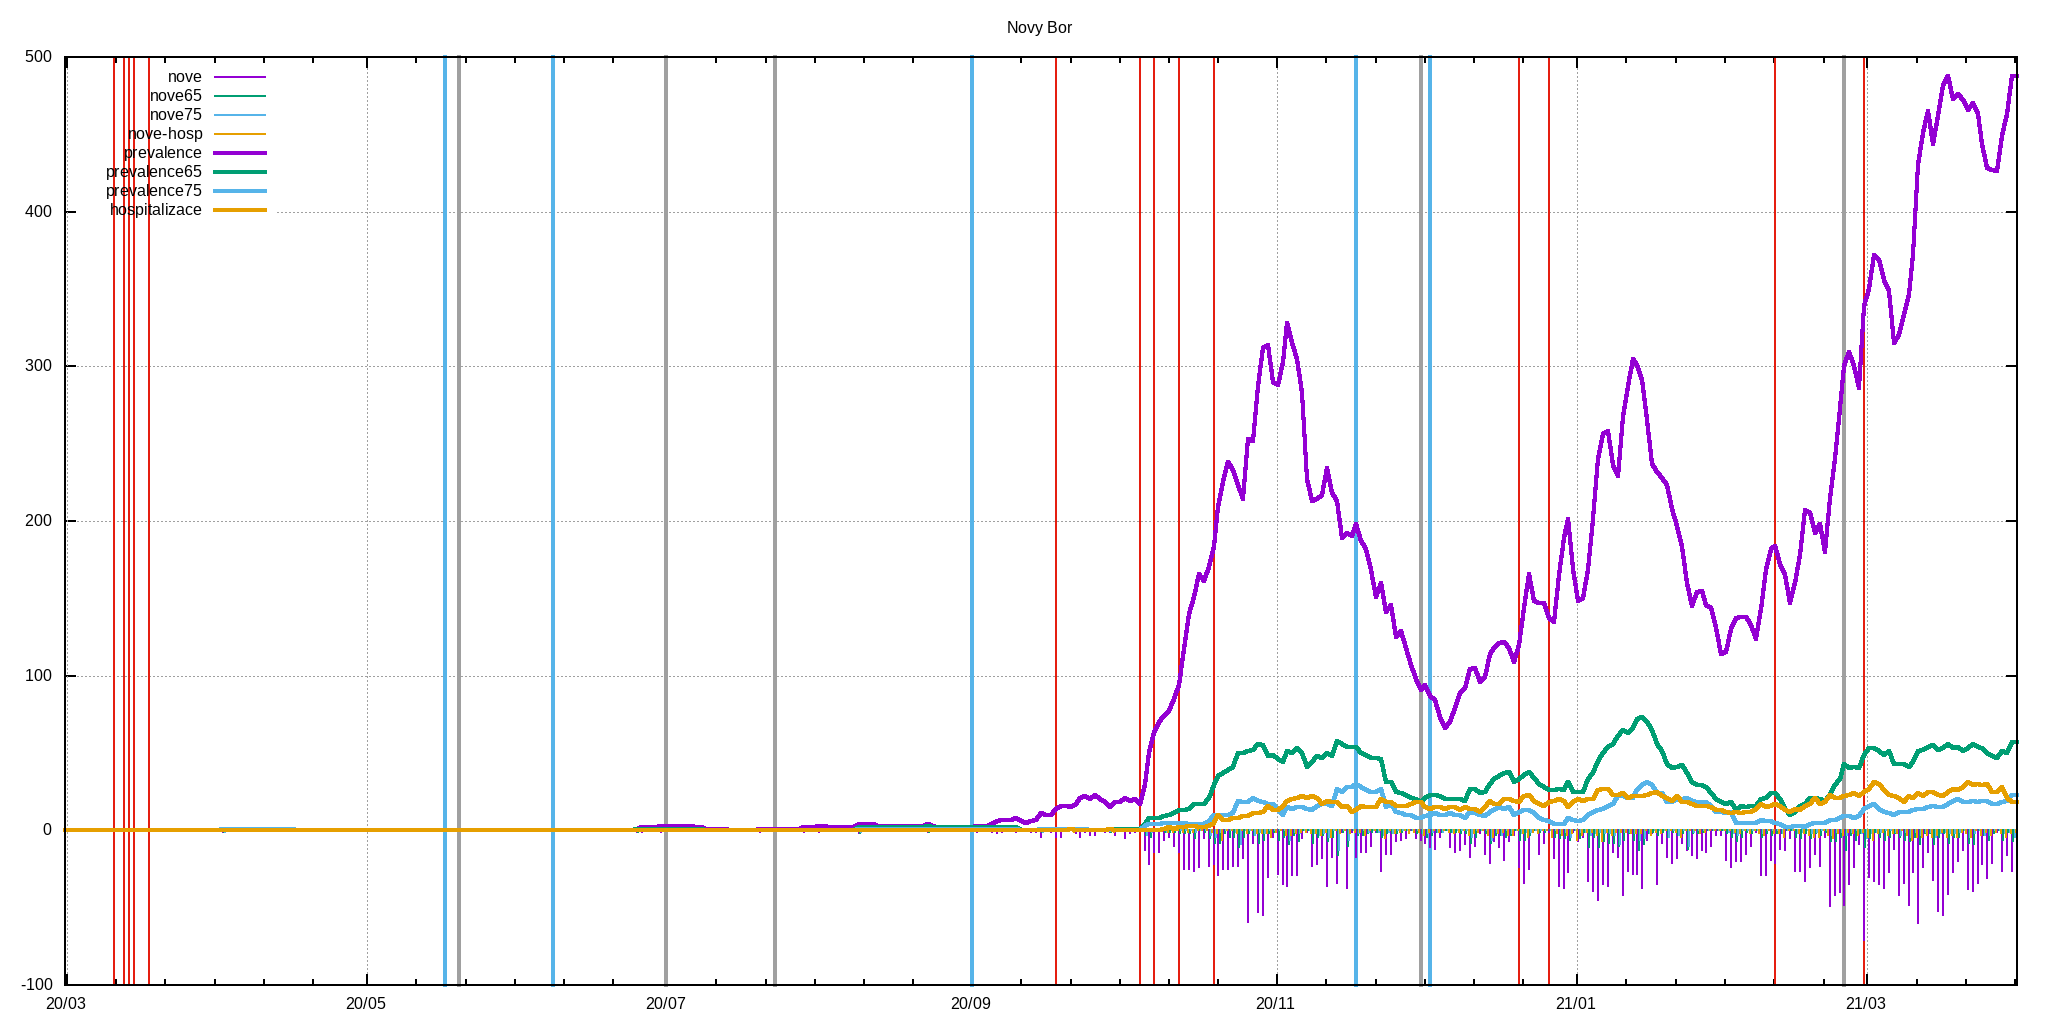 Novy Bor
500
nove
nove65
nove75
nove-hosp
prevalence
prevalence65
prevalence75
hospitalizace
400
300
200
100
0
-100
20/03 20/05 20/07 20/09 20/11 21/01 21/03